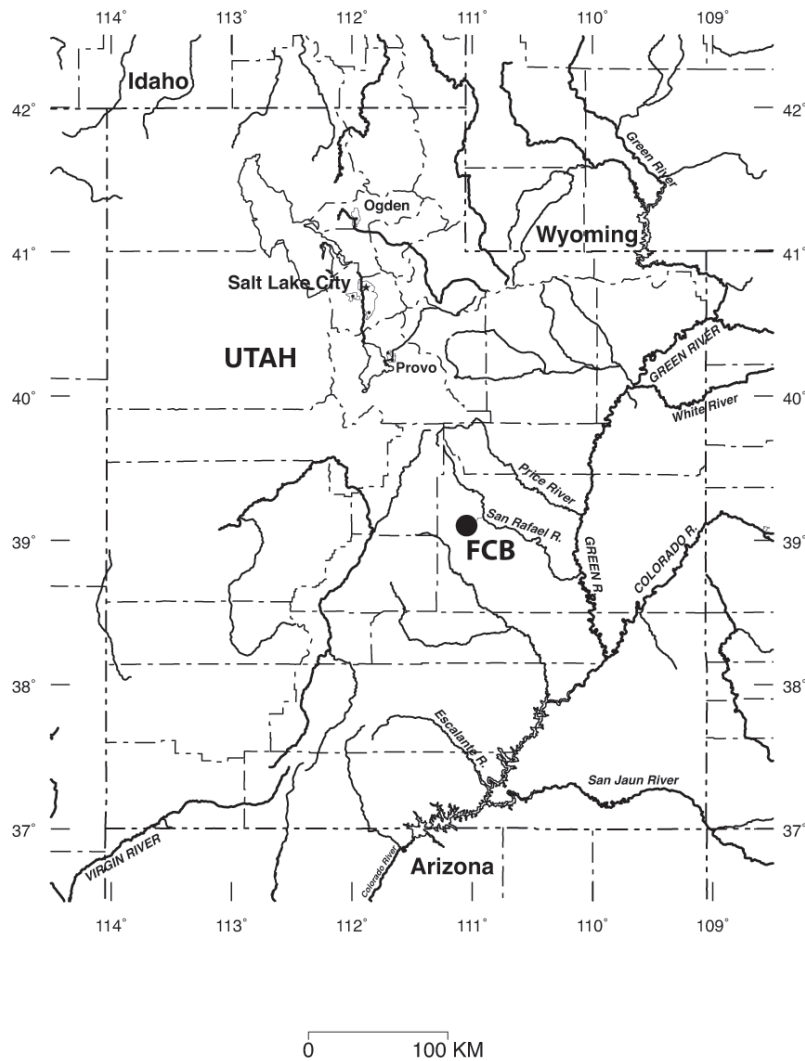 114° 113° 112° 111° 110° 109°
Idaho
42° 42°
Green River
Ogden
Wyoming
41° 41°
Salt Lake City
GREEN RIVER
UTAH
Provo
40° 40°
White River
Price River
San Rafael R.
39° 39°
FCB
GREEN R.
COLORADO R.
38° 38°
Escalante R.
San Jaun River
37° 37°
VIRGIN RIVER
Colorado River
Arizona
114° 113° 112° 111° 110° 109°
0 100 KM